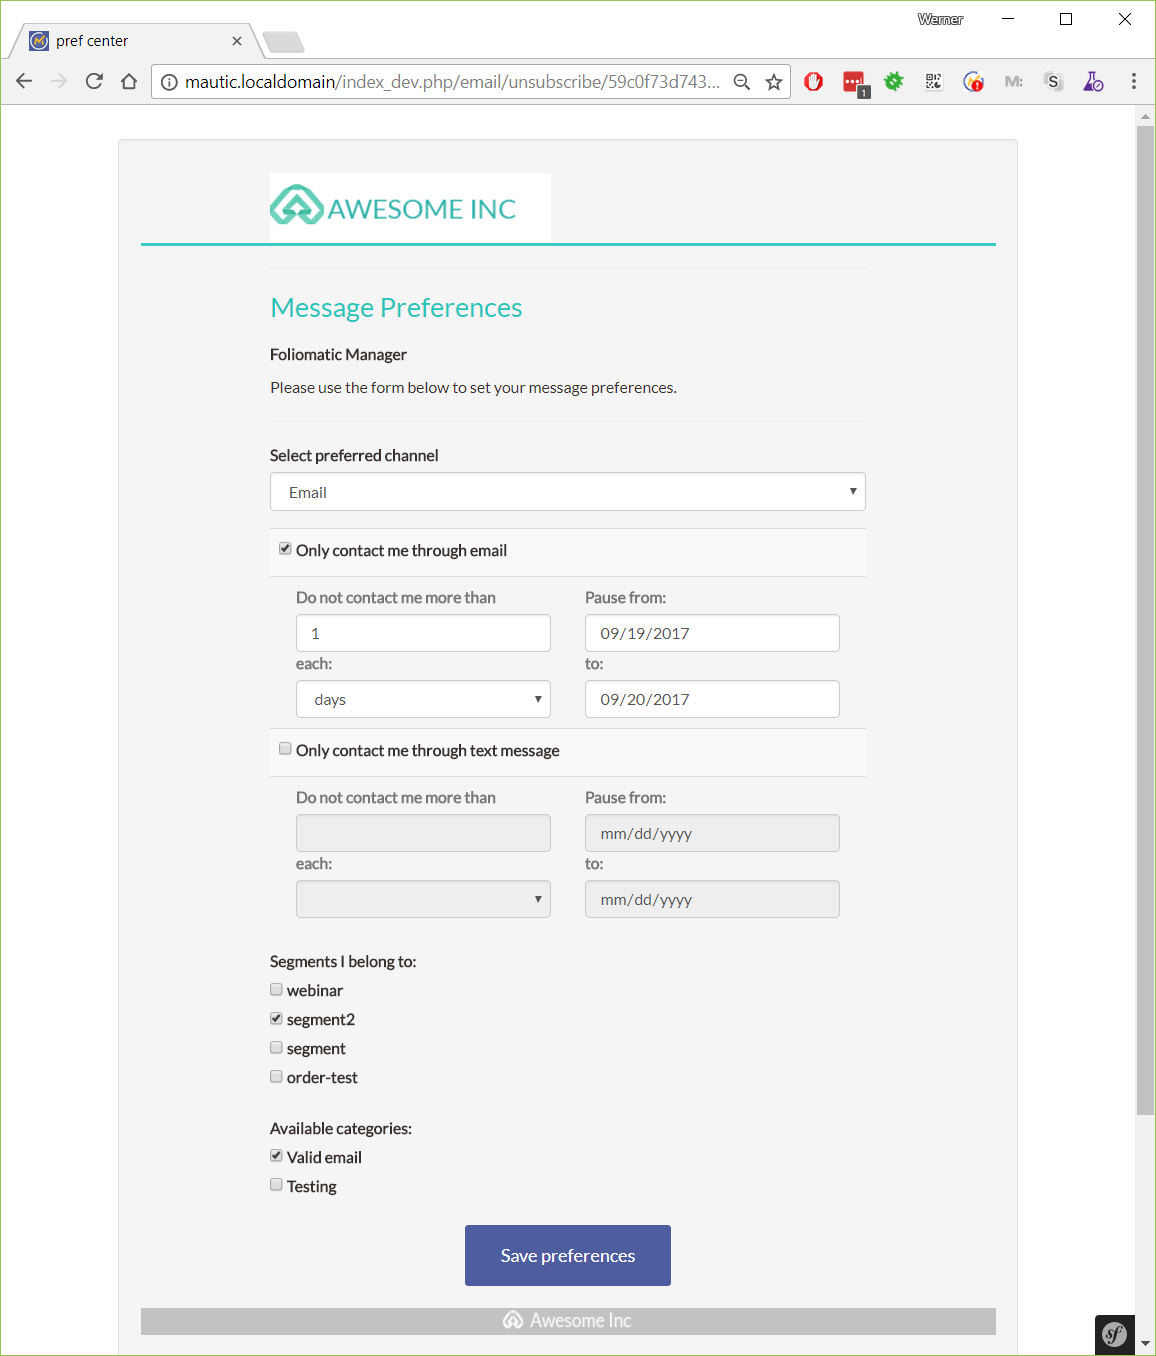 Werner
pref center
mautic.localdomain/index_dev.php/email/unsubscribe/59c0f73d743...
1
M:
S
AWESOME INC
Message Preferences
Foliomatic Manager
Please use the form below to set your message preferences.
Select preferred channel
Email
Only contact me through email
Do not contact me more than
Pause from:
1
09/19/2017
each:
to:
days
09/20/2017
Only contact me through text message
Do not contact me more than
Pause from:
mm/dd/yyyy
each:
to:
mm/dd/yyyy
Segments I belong to:
webinar
segment2
segment
order-test
Available categories:
Valid email
Testing
Save preferences
Awesome Inc
sf